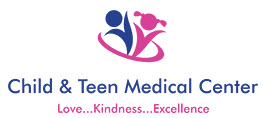 Child & Teen Medical Center
Love...Kindness...Excellence